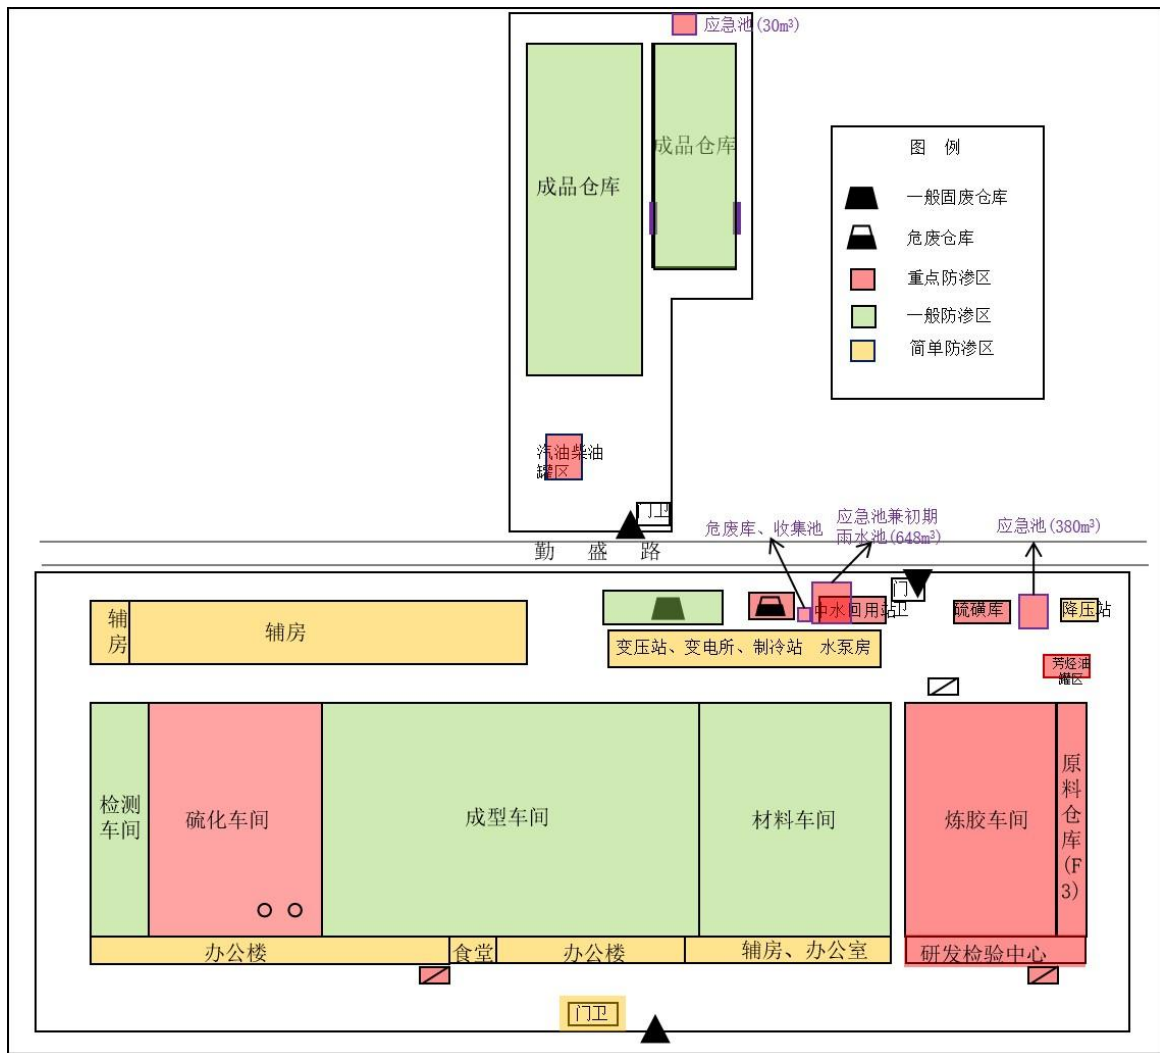 应急池(30m³)
成品仓库
成品仓库
图 例
一般固废仓库
危废仓库
重点防渗区
一般防渗区
简单防渗区
汽油柴油
罐区
门卫
勤 盛 路
危废库、收集池
应急池兼初期
雨水池(648m³)
应急池(380m³)
门
卫
辅
房
辅房
中水回用站
硫磺库
降压站
变压站、变电所、制冷站 水泵房
芳烃油
罐区
检测
车间
硫化车间
成型车间
材料车间
炼胶车间
原
料
仓
库
(F
3)
办公楼
食堂
办公楼
辅房、办公室
研发检验中心
门卫